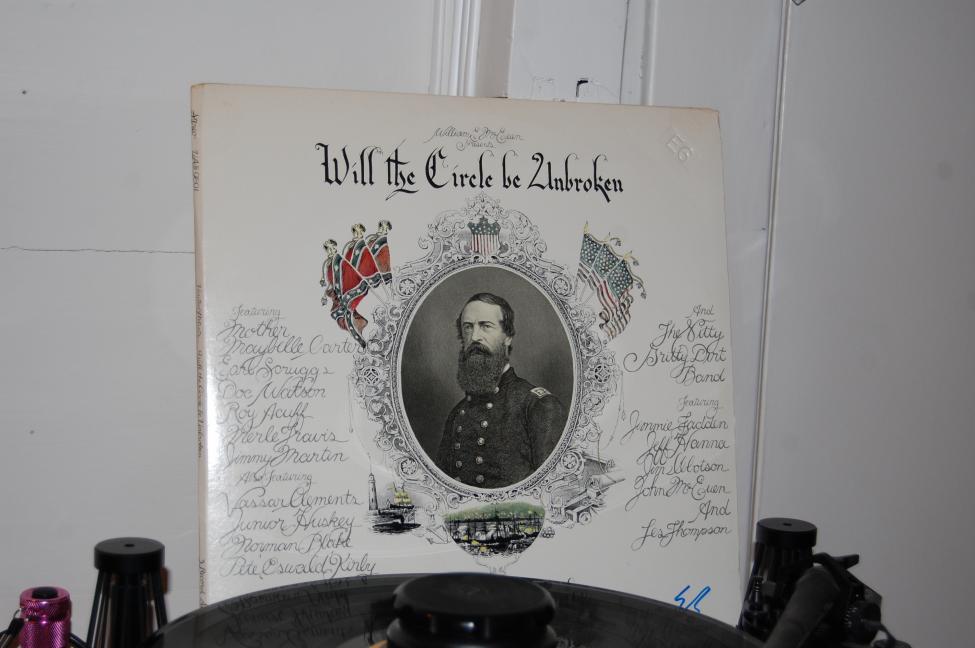 William E. McEuen
Presents
Will the Circle be Unbroken
Featuring
Mother
Maybelle Carter
Earl Scruggs
Doc Watson
Roy Acuff
Merle Travis
Jimmy Martin
Also Featuring
Vassar Clements
Junior Huskey
Norman Blake
Pete Oswald Kirby
And
The Nitty
Gritty Dirt
Band
Featuring
Jimmie Fadden
Jeff Hanna
Jim Ibbotson
John McEuen
And
Les Thompson